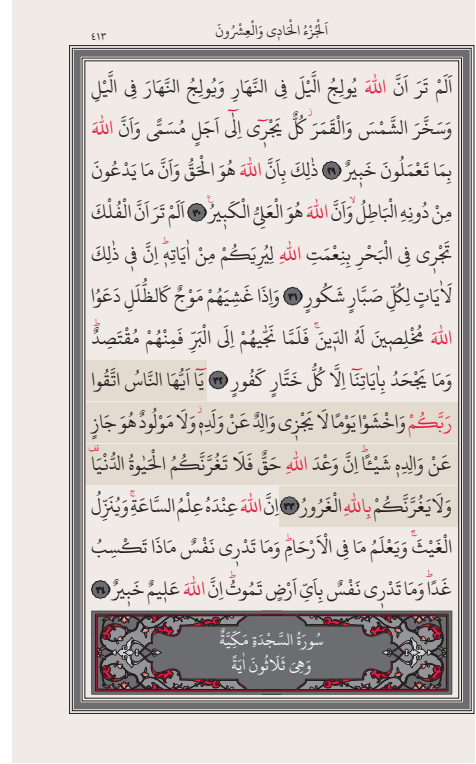 اَلْجُزْءُ الْحَادِى وَالْعِشْرُونَ
٤١٣
اَلَمْ تَرَ اَنَّ اللّٰهَ يُولِجُ الَّيْلَ فِى النَّهَارِ وَيُولِجُ النَّهَارَ فِى الَّيْلِ
وَسَخَّرَ الشَّمْسَ وَالْقَمَرَۘ كُلٌّ يَجْر۪ٓى اِلٰٓى اَجَلٍ مُسَمًّى وَاَنَّ اللّٰهَ
بِمَا تَعْمَلُونَ خَب۪يرٌ ﴿٢٩﴾ ذٰلِكَ بِاَنَّ اللّٰهَ هُوَ الْحَقُّ وَاَنَّ مَا يَدْعُونَ
مِنْ دُونِهِ الْبَاطِلُۙ وَاَنَّ اللّٰهَ هُوَ الْعَلِىُّ الْكَب۪يرُ۟ ﴿٣٠﴾ اَلَمْ تَرَ اَنَّ الْفُلْكَ
تَجْر۪ى فِى الْبَحْرِ بِنِعْمَتِ اللّٰهِ لِيُرِيَكُمْ مِنْ اٰيَاتِه۪ۜ اِنَّ ف۪ى ذٰلِكَ
لَاٰيَاتٍ لِكُلِّ صَبَّارٍ شَكُورٍ ﴿٣١﴾ وَاِذَا غَشِيَهُمْ مَوْجٌ كَالظُّلَلِ دَعَوُا
اللّٰهَ مُخْلِص۪ينَ لَهُ الدّ۪ينَۚ فَلَمَّا نَجّٰيهُمْ اِلَى الْبَرِّ فَمِنْهُمْ مُقْتَصِدٌۜ
وَمَا يَجْحَدُ بِاٰيَاتِنَٓا اِلَّا كُلُّ خَتَّارٍ كَفُورٍ ﴿٣٢﴾ يَٓا اَيُّهَا النَّاسُ اتَّقُوا
رَبَّكُمْ وَاخْشَوْا يَوْمًا لَا يَجْز۪ى وَالِدٌ عَنْ وَلَدِه۪ۘ وَلَا مَوْلُودٌ هُوَ جَازٍ
عَنْ وَالِدِه۪ شَيْـًٔاۜ اِنَّ وَعْدَ اللّٰهِ حَقٌّ فَلَا تَغُرَّنَّكُمُ الْحَيٰوةُ الدُّنْيَا۠
وَلَا يَغُرَّنَّكُمْ بِاللّٰهِ الْغَرُورُ ﴿٣٣﴾ اِنَّ اللّٰهَ عِنْدَهُ عِلْمُ السَّاعَةِۚ وَيُنَزِّلُ
الْغَيْثَۚ وَيَعْلَمُ مَا فِى الْاَرْحَامِۜ وَمَا تَدْر۪ى نَفْسٌ مَاذَا تَكْسِبُ
غَدًاۜ وَمَا تَدْر۪ى نَفْسٌ بِاَىِّ اَرْضٍ تَمُوتُۜ اِنَّ اللّٰهَ عَل۪يمٌ خَب۪يرٌ ﴿٣٤﴾
سُورَةُ السَّجْدَةِ مَكِّيَّةٌ
وَهِىَ ثَلَاثُونَ اٰيَةً